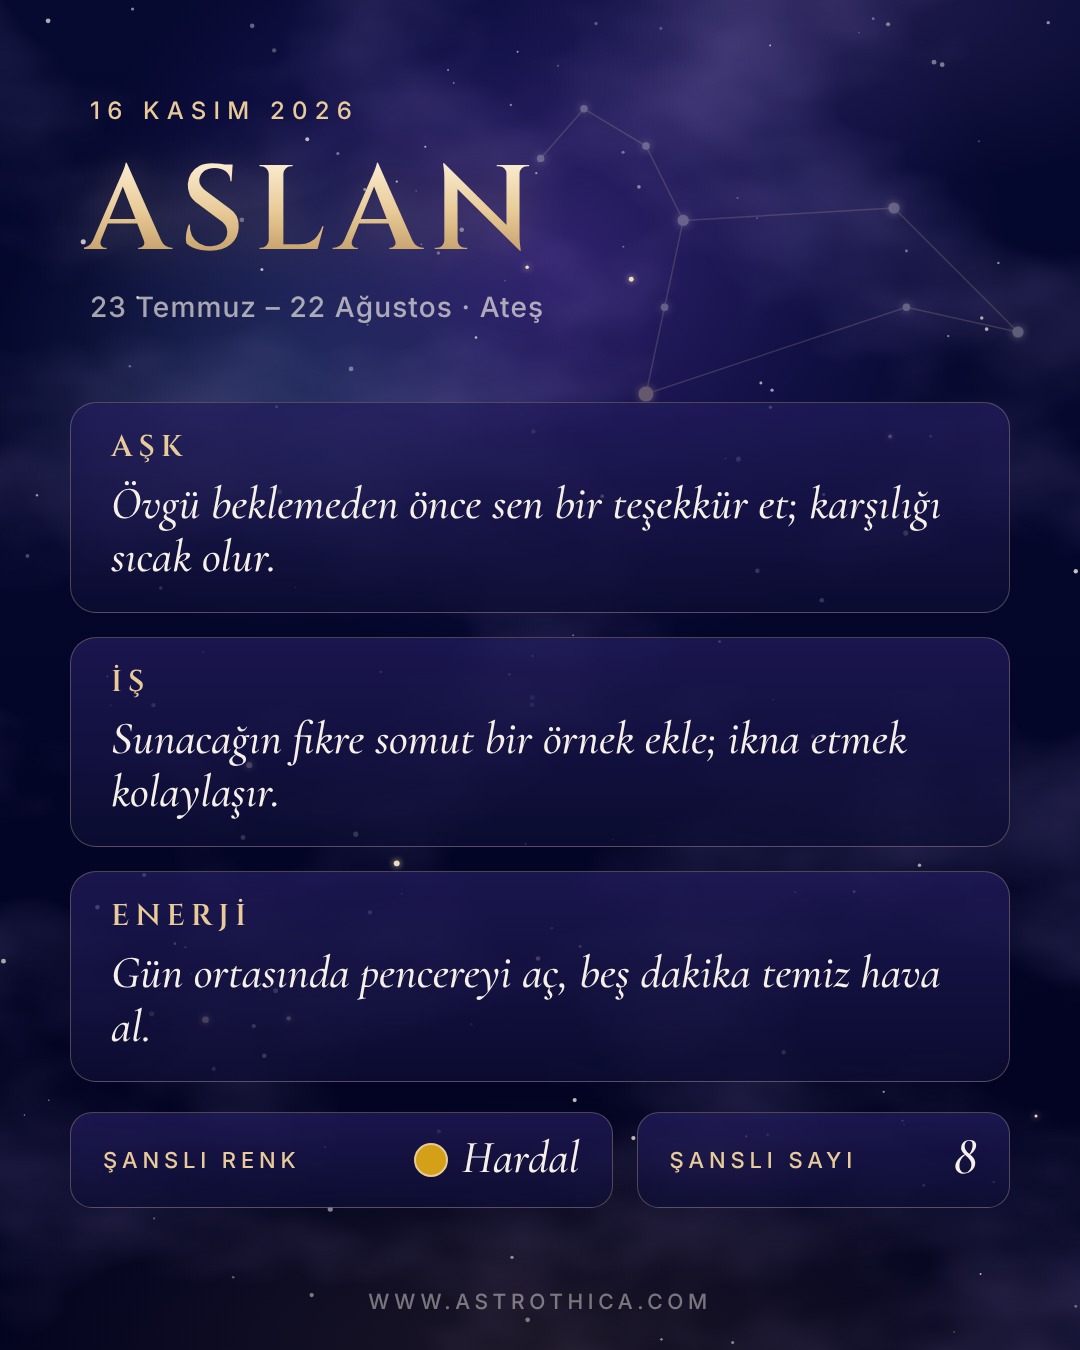 16 KASIM 2026
ASLAN
23 Temmuz – 22 Ağustos · Ateş
AŞK
Övgü beklemeden önce sen bir teşekkür et; karşılığı
sıcak olur.
İŞ
Sunacağın fikre somut bir örnek ekle; ikna etmek
kolaylaşır.
ENERJİ
Gün ortasında pencereyi aç, beş dakika temiz hava
al.
ŞANSLI RENK Hardal
ŞANSLI SAYI 8
WWW.ASTROTHICA.COM